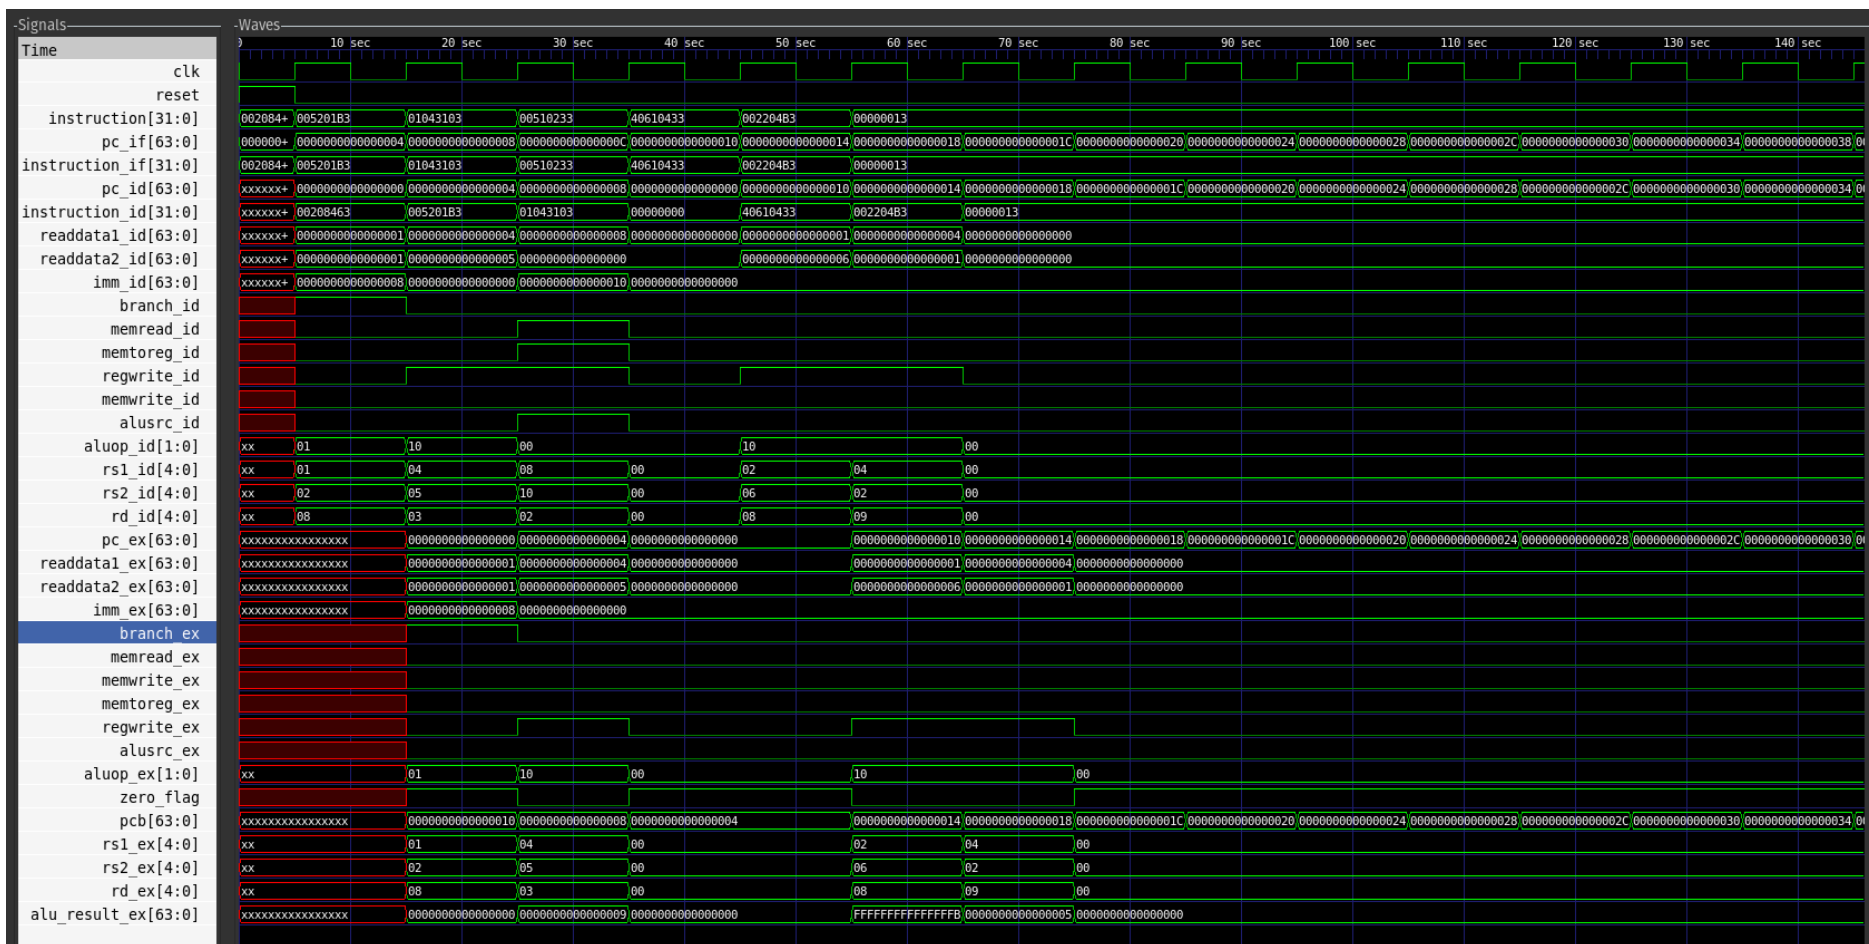 Signals Waves
Time 0 10 sec 20 sec 30 sec 40 sec 50 sec 60 sec 70 sec 80 sec 90 sec 100 sec 110 sec 120 sec 130 sec 140 sec
clk
reset
instruction[31:0] 002084+ 005201B3 01043103 00510233 40610433 002204B3 00000013
pc_if[63:0] 000000+ 0000000000000004 0000000000000008 000000000000000C 0000000000000010 0000000000000014 0000000000000018 000000000000001C 0000000000000020 0000000000000024 0000000000000028 000000000000002C 0000000000000030 0000000000000034 0000000000000038 00
instruction_if[31:0] 002084+ 005201B3 01043103 00510233 40610433 002204B3 00000013
pc_id[63:0] xxxxxx+ 0000000000000000 0000000000000004 0000000000000008 0000000000000000 0000000000000010 0000000000000014 0000000000000018 000000000000001C 0000000000000020 0000000000000024 0000000000000028 000000000000002C 0000000000000030 0000000000000034 00
instruction_id[31:0] xxxxxx+ 00208463 005201B3 01043103 00000000 40610433 002204B3 00000013
readdata1_id[63:0] xxxxxx+ 0000000000000001 0000000000000004 0000000000000008 0000000000000000 0000000000000001 0000000000000004 0000000000000000
readdata2_id[63:0] xxxxxx+ 0000000000000001 0000000000000005 0000000000000000 0000000000000006 0000000000000001 0000000000000000
imm_id[63:0] xxxxxx+ 0000000000000008 0000000000000000 0000000000000010 0000000000000000
branch_id
memread_id
memtoreg_id
regwrite_id
memwrite_id
alusrc_id
aluop_id[1:0] xx 01 10 00 10 00
rs1_id[4:0] xx 01 04 08 00 02 04 00
rs2_id[4:0] xx 02 05 10 00 06 02 00
rd_id[4:0] xx 08 03 02 00 08 09 00
pc_ex[63:0] xxxxxxxxxxxxxxxx 0000000000000000 0000000000000004 0000000000000000 0000000000000010 0000000000000014 0000000000000018 000000000000001C 0000000000000020 0000000000000024 0000000000000028 000000000000002C 0000000000000030 00
readdata1_ex[63:0] xxxxxxxxxxxxxxxx 0000000000000001 0000000000000004 0000000000000000 0000000000000001 0000000000000004 0000000000000000
readdata2_ex[63:0] xxxxxxxxxxxxxxxx 0000000000000001 0000000000000005 0000000000000000 0000000000000006 0000000000000001 0000000000000000
imm_ex[63:0] xxxxxxxxxxxxxxxx 0000000000000008 0000000000000000
branch_ex
memread_ex
memwrite_ex
memtoreg_ex
regwrite_ex
alusrc_ex
aluop_ex[1:0] xx 01 10 00 10 00
zero_flag
pcb[63:0] xxxxxxxxxxxxxxxx 0000000000000010 0000000000000008 0000000000000004 0000000000000014 0000000000000018 000000000000001C 0000000000000020 0000000000000024 0000000000000028 000000000000002C 0000000000000030 0000000000000034 00
rs1_ex[4:0] xx 01 04 00 02 04 00
rs2_ex[4:0] xx 02 05 00 06 02 00
rd_ex[4:0] xx 08 03 00 08 09 00
alu_result_ex[63:0] xxxxxxxxxxxxxxxx 0000000000000000 0000000000000009 0000000000000000 FFFFFFFFFFFFFFFB 0000000000000005 0000000000000000